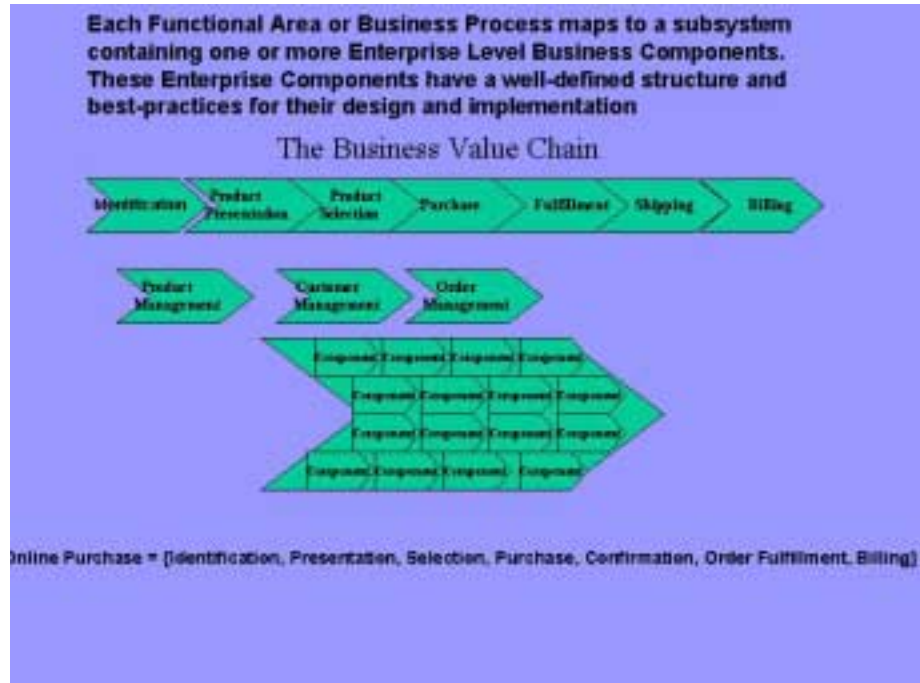 Each Functional Area or Business Process maps to a subsystem
containing one or more Enterprise Level Business Components.
These Enterprise Components have a well-defined structure and
best-practices for their design and implementation
The Business Value Chain
Identification
Product
Presentation
Product
Selection
Purchase
Fulfillment
Shipping
Billing
Product
Management
Customer
Management
Order
Management
Component Component Component Component
Component Component Component Component
Component Component Component Component
Component Component Component Component
Online Purchase = {Identification, Presentation, Selection, Purchase, Confirmation, Order Fulfillment, Billing}